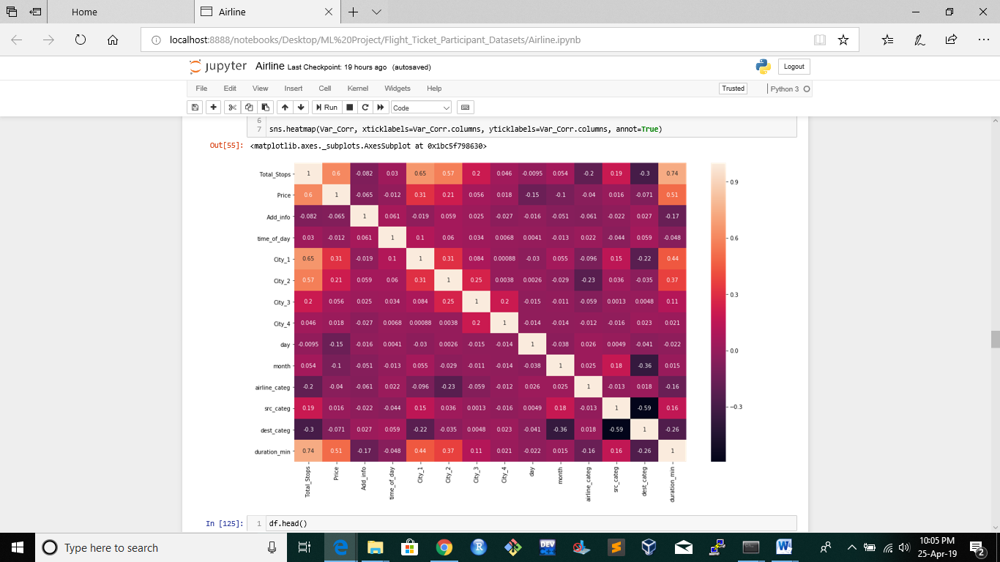 Home
Airline
localhost:8888/notebooks/Desktop/ML%20Project/Flight_Ticket_Participant_Datasets/Airline.ipynb
jupyter Airline Last Checkpoint: 19 hours ago (autosaved)
Logout
File Edit View Insert Cell Kernel Widgets Help
Trusted Python 3
Run Code
6
7 sns.heatmap(Var_Corr, xticklabels=Var_Corr.columns, yticklabels=Var_Corr.columns, annot=True)
Out[55]: <matplotlib.axes._subplots.AxesSubplot at 0x1bc5f798630>
Total_Stops 1 0.6 -0.082 0.03 0.65 0.57 0.2 0.046 -0.0095 0.054 -0.2 0.19 -0.3 0.74
Price 0.6 1 -0.065 -0.012 0.31 0.21 0.056 0.018 -0.15 -0.1 -0.04 0.016 -0.071 0.51
Add_info -0.082 -0.065 1 0.061 -0.019 0.059 0.025 -0.027 -0.016 -0.051 -0.061 -0.022 0.027 -0.17
time_of_day 0.03 -0.012 0.061 1 0.1 0.06 0.034 0.0068 0.0041 -0.013 0.022 -0.044 0.059 -0.048
City_1 0.65 0.31 -0.019 0.1 1 0.31 0.084 0.00088 -0.03 0.055 -0.096 0.15 -0.22 0.44
City_2 0.57 0.21 0.059 0.06 0.31 1 0.25 0.0038 0.0026 -0.029 -0.23 0.036 -0.035 0.37
City_3 0.2 0.056 0.025 0.034 0.084 0.25 1 0.2 -0.015 -0.011 -0.059 0.0013 0.0048 0.11
City_4 0.046 0.018 -0.027 0.0068 0.00088 0.0038 0.2 1 -0.014 -0.014 -0.012 -0.016 0.023 0.021
day -0.0095 -0.15 -0.016 0.0041 -0.03 0.0026 -0.015 -0.014 1 -0.038 0.026 0.0049 -0.041 -0.022
month 0.054 -0.1 -0.051 -0.013 0.055 -0.029 -0.011 -0.014 -0.038 1 0.025 0.18 -0.36 0.015
airline_categ -0.2 -0.04 -0.061 0.022 -0.096 -0.23 -0.059 -0.012 0.026 0.025 1 -0.013 0.018 -0.16
src_categ 0.19 0.016 -0.022 -0.044 0.15 0.036 0.0013 -0.016 0.0049 0.18 -0.013 1 -0.59 0.16
dest_categ -0.3 -0.071 0.027 0.059 -0.22 -0.035 0.0048 0.023 -0.041 -0.36 0.018 -0.59 1 -0.26
duration_min 0.74 0.51 -0.17 -0.048 0.44 0.37 0.11 0.021 -0.022 0.015 -0.16 0.16 -0.26 1
Total_Stops Price Add_info time_of_day City_1 City_2 City_3 City_4 day month airline_categ src_categ dest_categ duration_min
0.9
0.6
0.3
0.0
−0.3
In [125]: 1 df.head()
Type here to search
DEV
W
10:05 PM
25-Apr-19
2